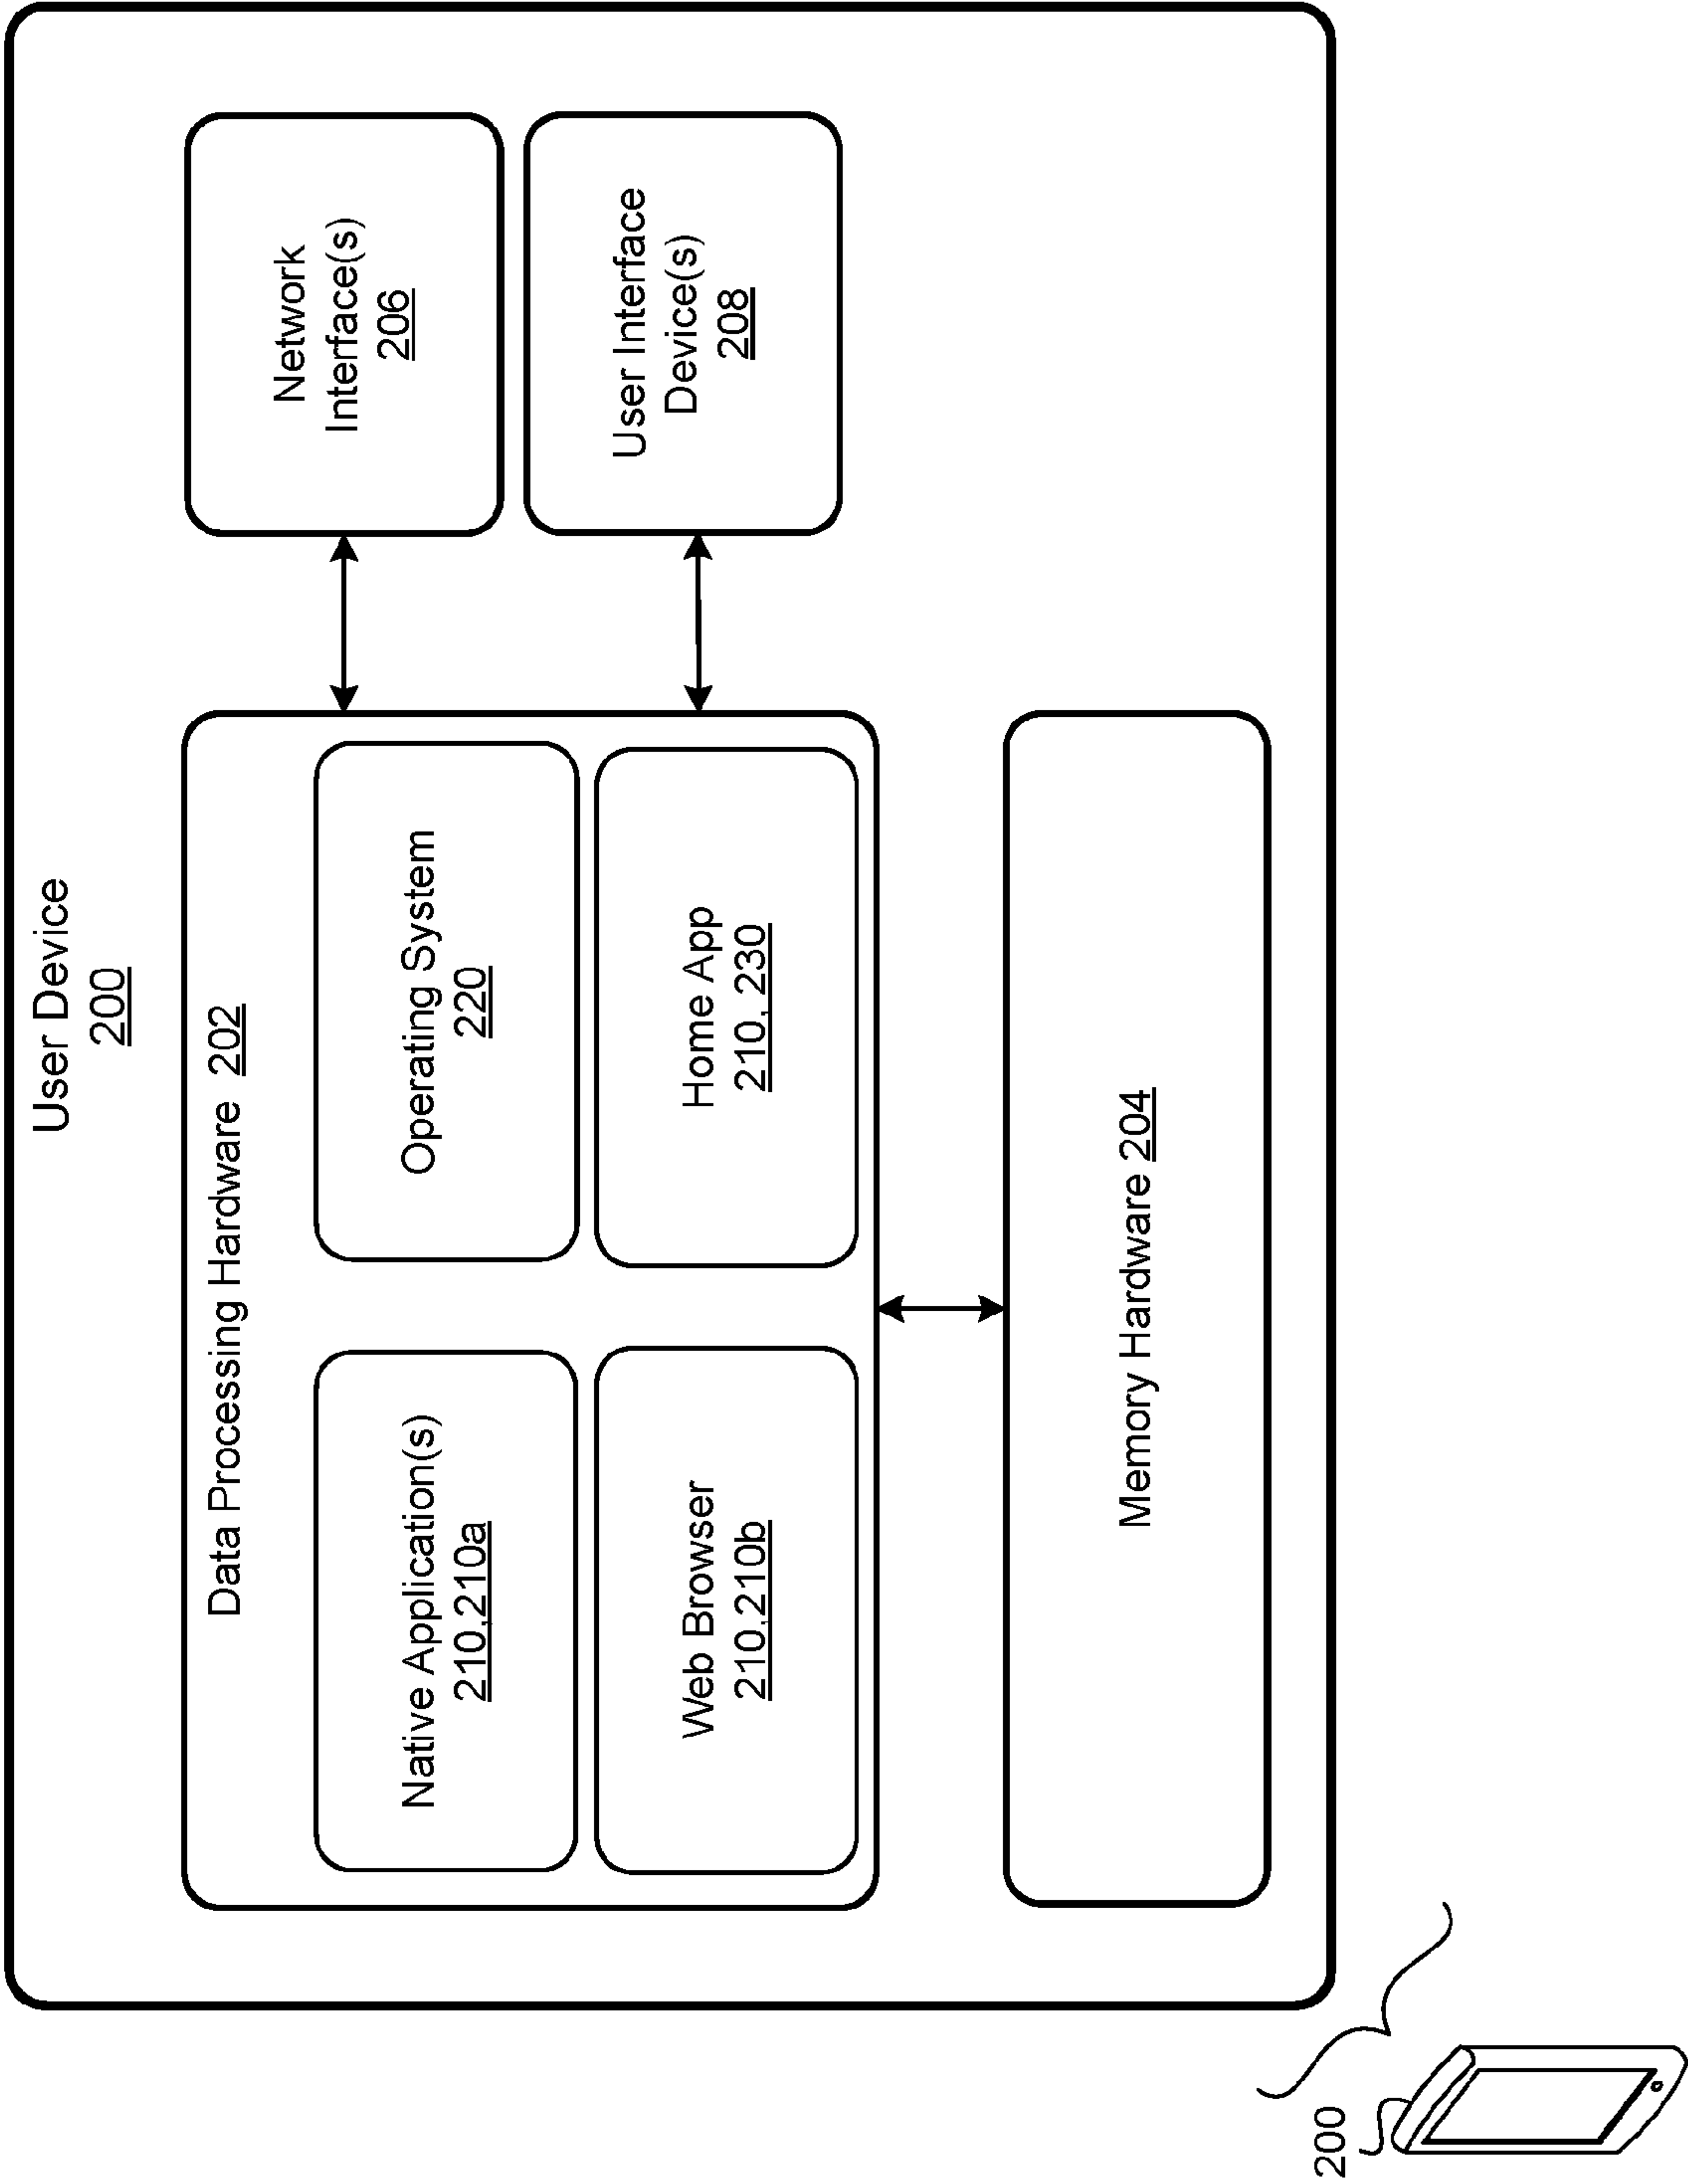 User Device
200
Data Processing Hardware 202
Native Application(s)
210,210a
Operating System
220
Web Browser
210,210b
Home App
210, 230
Network
Interface(s)
206
User Interface
Device(s)
208
Memory Hardware 204
200